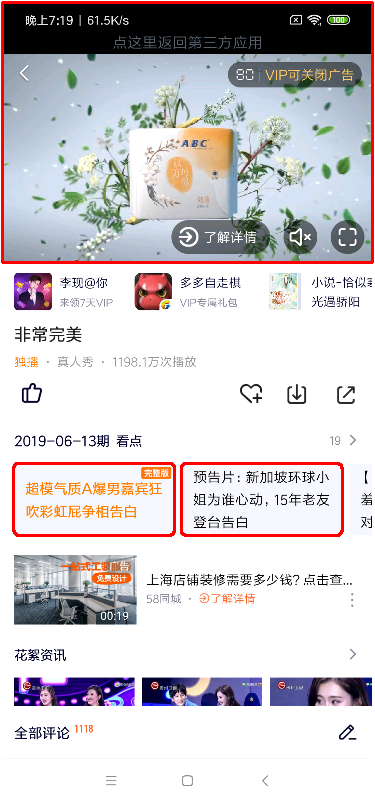 晚上7:19 | 61.5K/s
100
点这里返回第三方应用
80 VIP可关闭广告
ABC
了解详情
李现@你
来领7天VIP
多多自走棋
VIP专属礼包
小说-恰似寒
光遇骄阳
非常完美
独播 · 真人秀 · 1198.1万次播放
2019-06-13期 看点
19
完整版
超模气质A爆男嘉宾狂
吹彩虹屁争相告白
预告片：新加坡环球小
姐为谁心动，15年老友
登台告白
【
羞
对
一站式工装服务
免费设计
00:19
上海店铺装修需要多少钱？点击查...
58同城 · 了解详情
花絮资讯
全部评论 1118